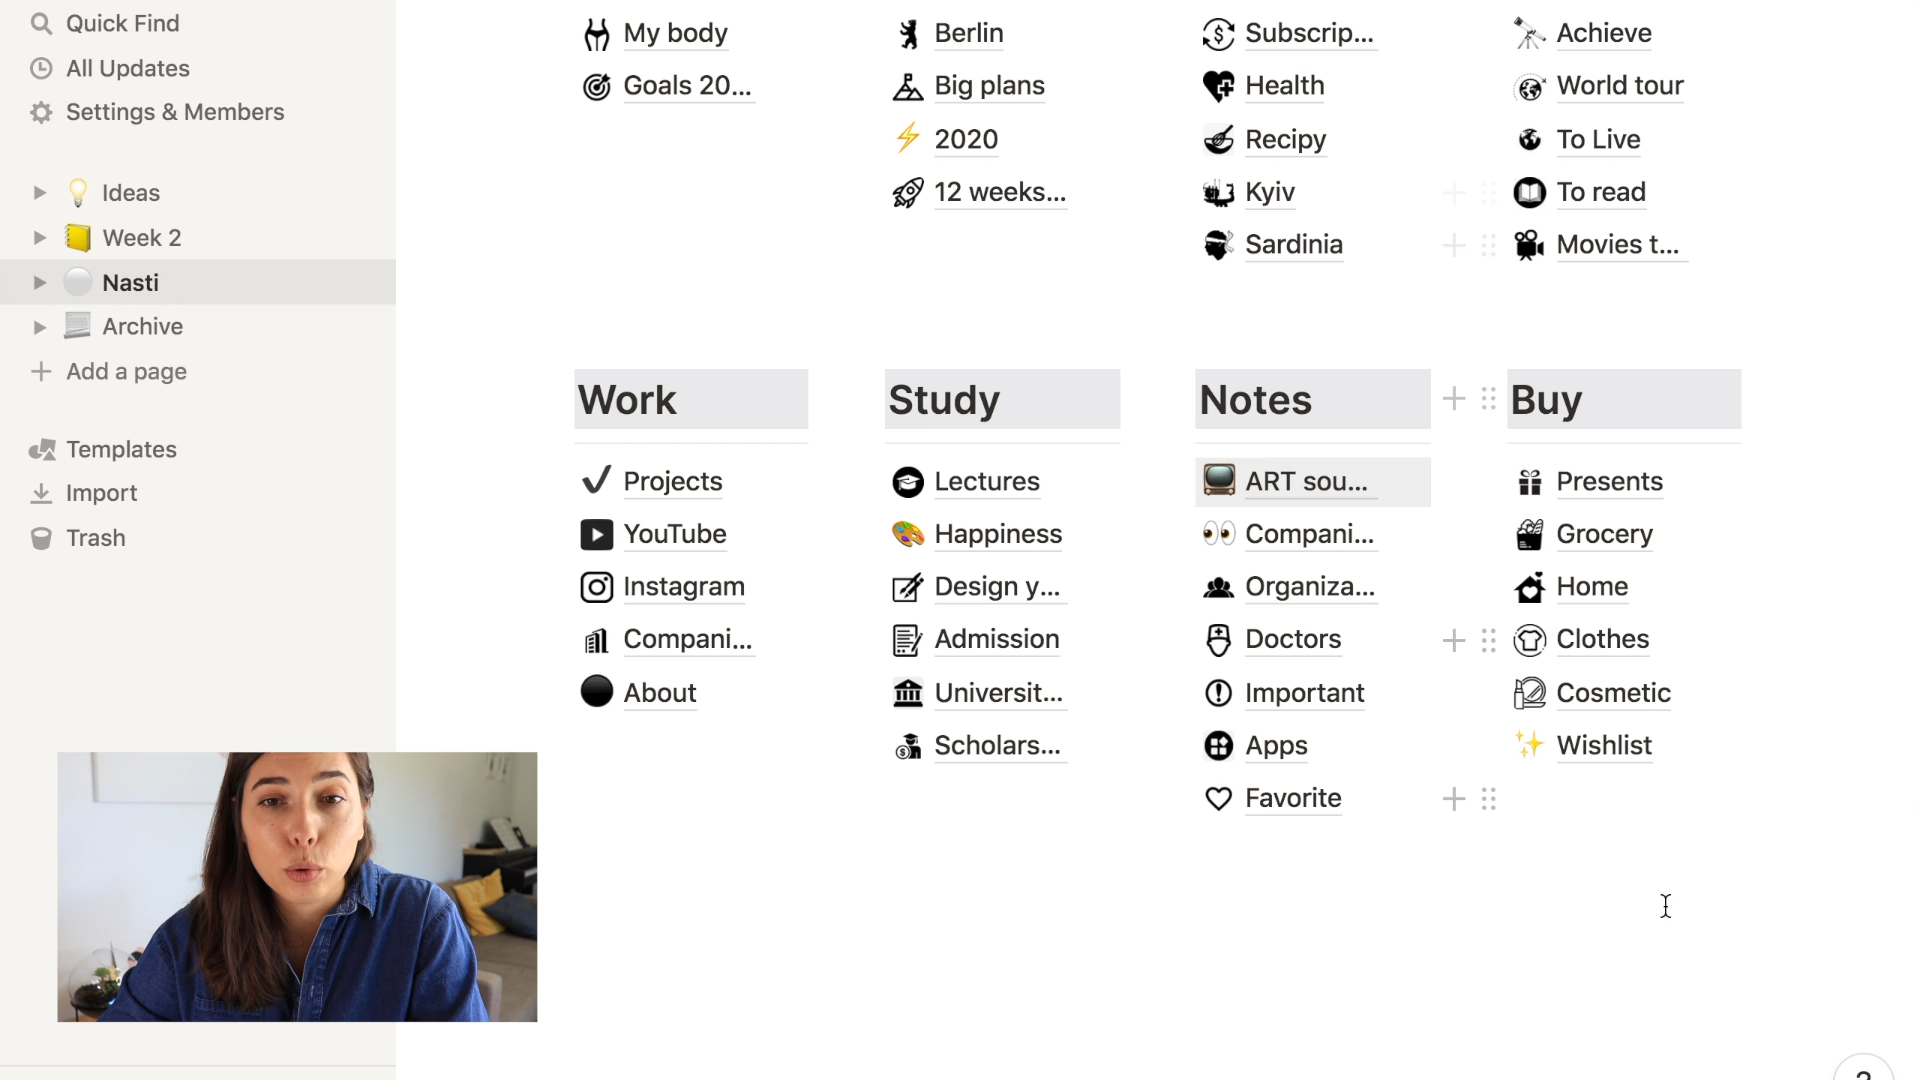 Quick Find
All Updates
Settings & Members
Ideas
Week 2
Nasti
Archive
Add a page
Templates
Import
Trash
My body
Goals 20...
Berlin
Big plans
2020
12 weeks...
Subscrip...
Health
Recipy
Kyiv
Sardinia
Achieve
World tour
To Live
To read
Movies t...
Work
Projects
YouTube
Instagram
Compani...
About
Study
Lectures
Happiness
Design y...
Admission
Universit...
Scholars...
Notes
ART sou...
Compani...
Organiza...
Doctors
Important
Apps
Favorite
Buy
Presents
Grocery
Home
Clothes
Cosmetic
Wishlist